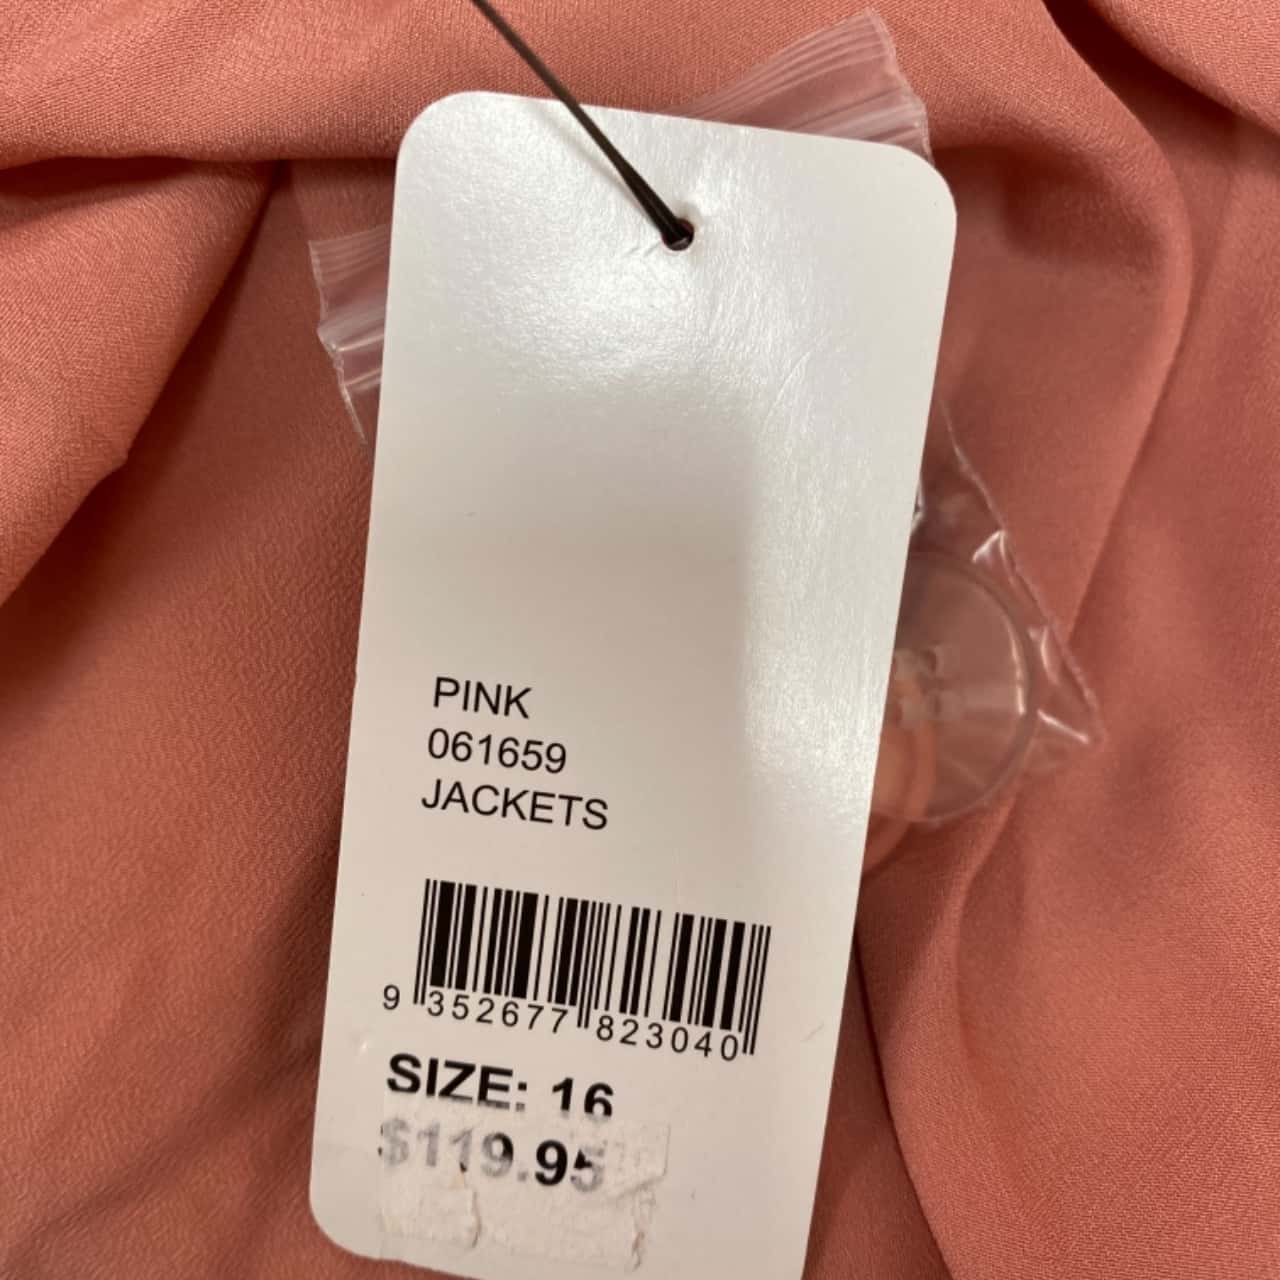 PINK
061659
JACKETS
9 352677 823040
SIZE: 16
$119.95